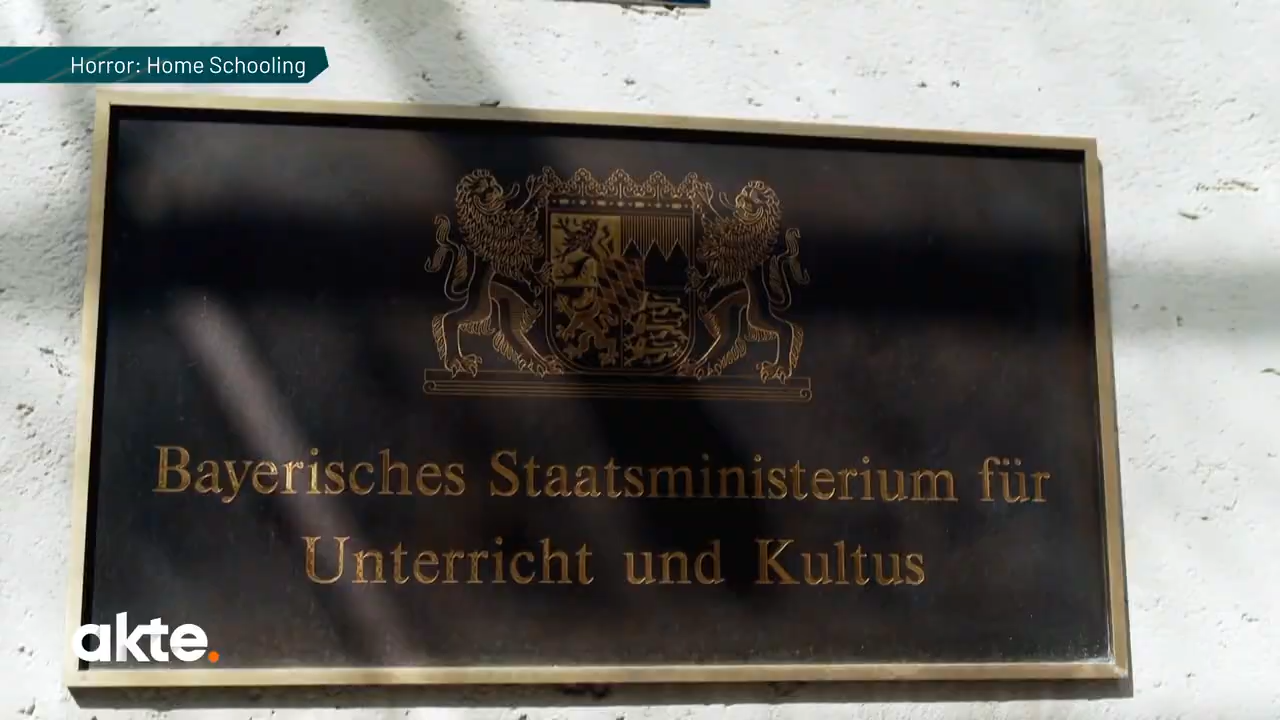 Horror: Home Schooling
Bayerisches Staatsministerium für
Unterricht und Kultus
akte.